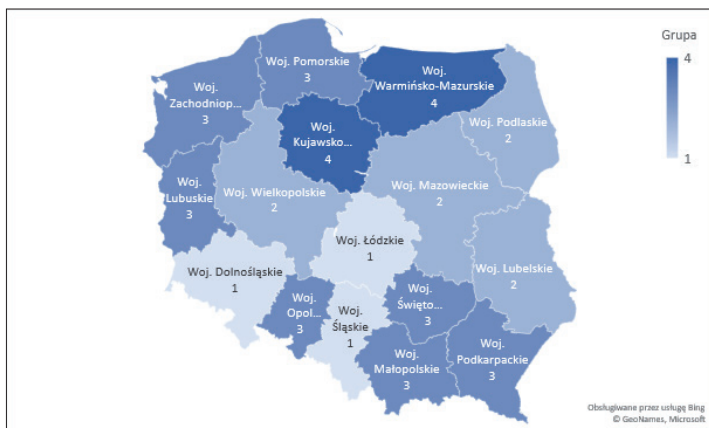 Grupa
4
1
Woj. Pomorskie
3
Woj.
Warmińsko-Mazurskie
4
Woj.
Zachodniop...
3
Woj. Podlaskie
2
Woj.
Kujawsko...
4
Woj.
Lubuskie
3
Woj. Wielkopolskie
2
Woj. Mazowieckie
2
Woj. Łódzkie
1
Woj. Dolnośląskie
1
Woj. Lubelskie
2
Woj.
Opol...
3
Woj.
Śląskie
1
Woj.
Święto...
3
Woj.
Małopolskie
3
Woj.
Podkarpackie
3
Obsługiwane przez usługę Bing
© GeoNames, Microsoft